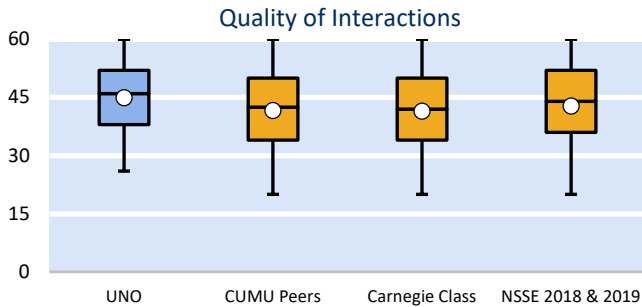 Quality of Interactions
60
45
30
15
0
UNO CUMU Peers Carnegie Class NSSE 2018 & 2019